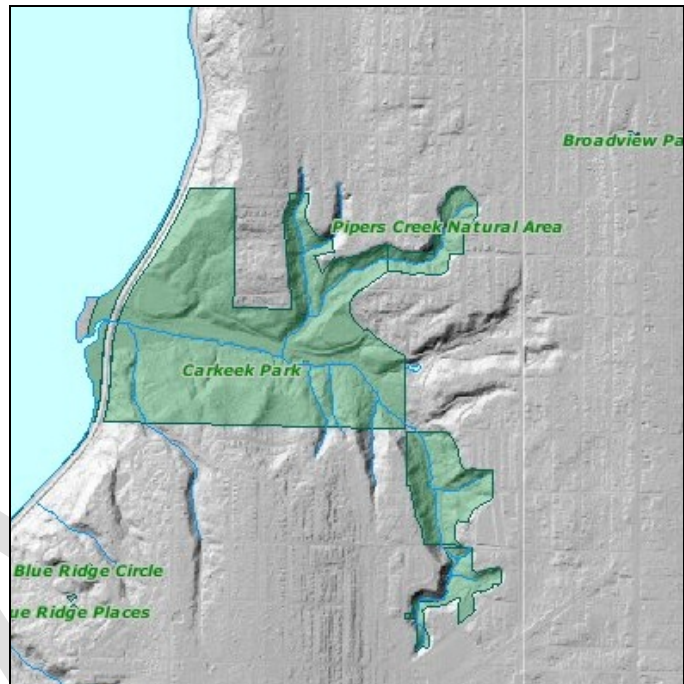 Broadview Pa
Pipers Creek Natural Area
Carkeek Park
Blue Ridge Circle
ue Ridge Places